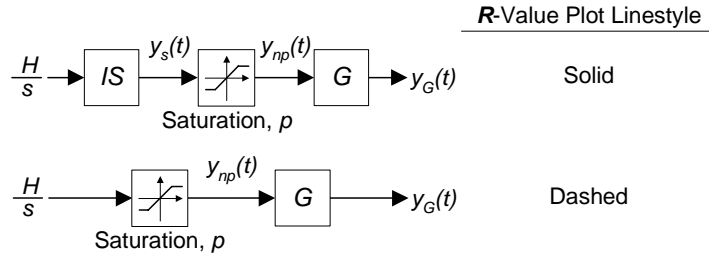 R-Value Plot Linestyle
H/s IS y_s(t) y_np(t) G y_G(t) Solid
Saturation, p
H/s y_np(t) G y_G(t) Dashed
Saturation, p